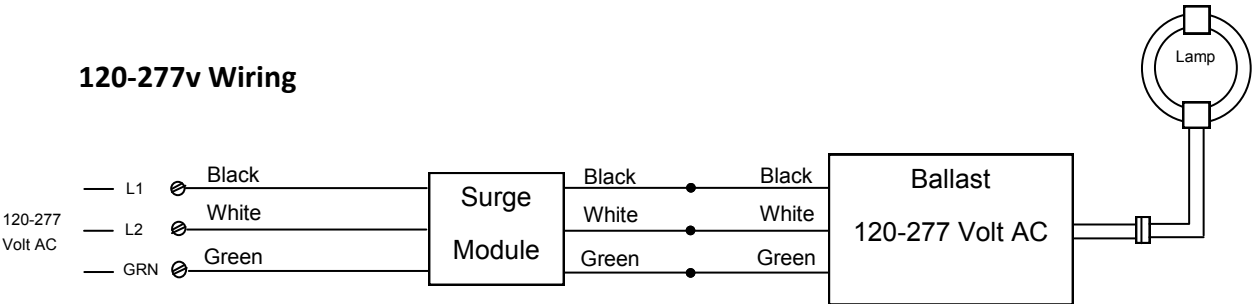 120-277v Wiring
Lamp
120-277
Volt AC
L1
Black
L2
White
GRN
Green
Surge
Module
Black
Black
White
White
Green
Green
Ballast
120-277 Volt AC